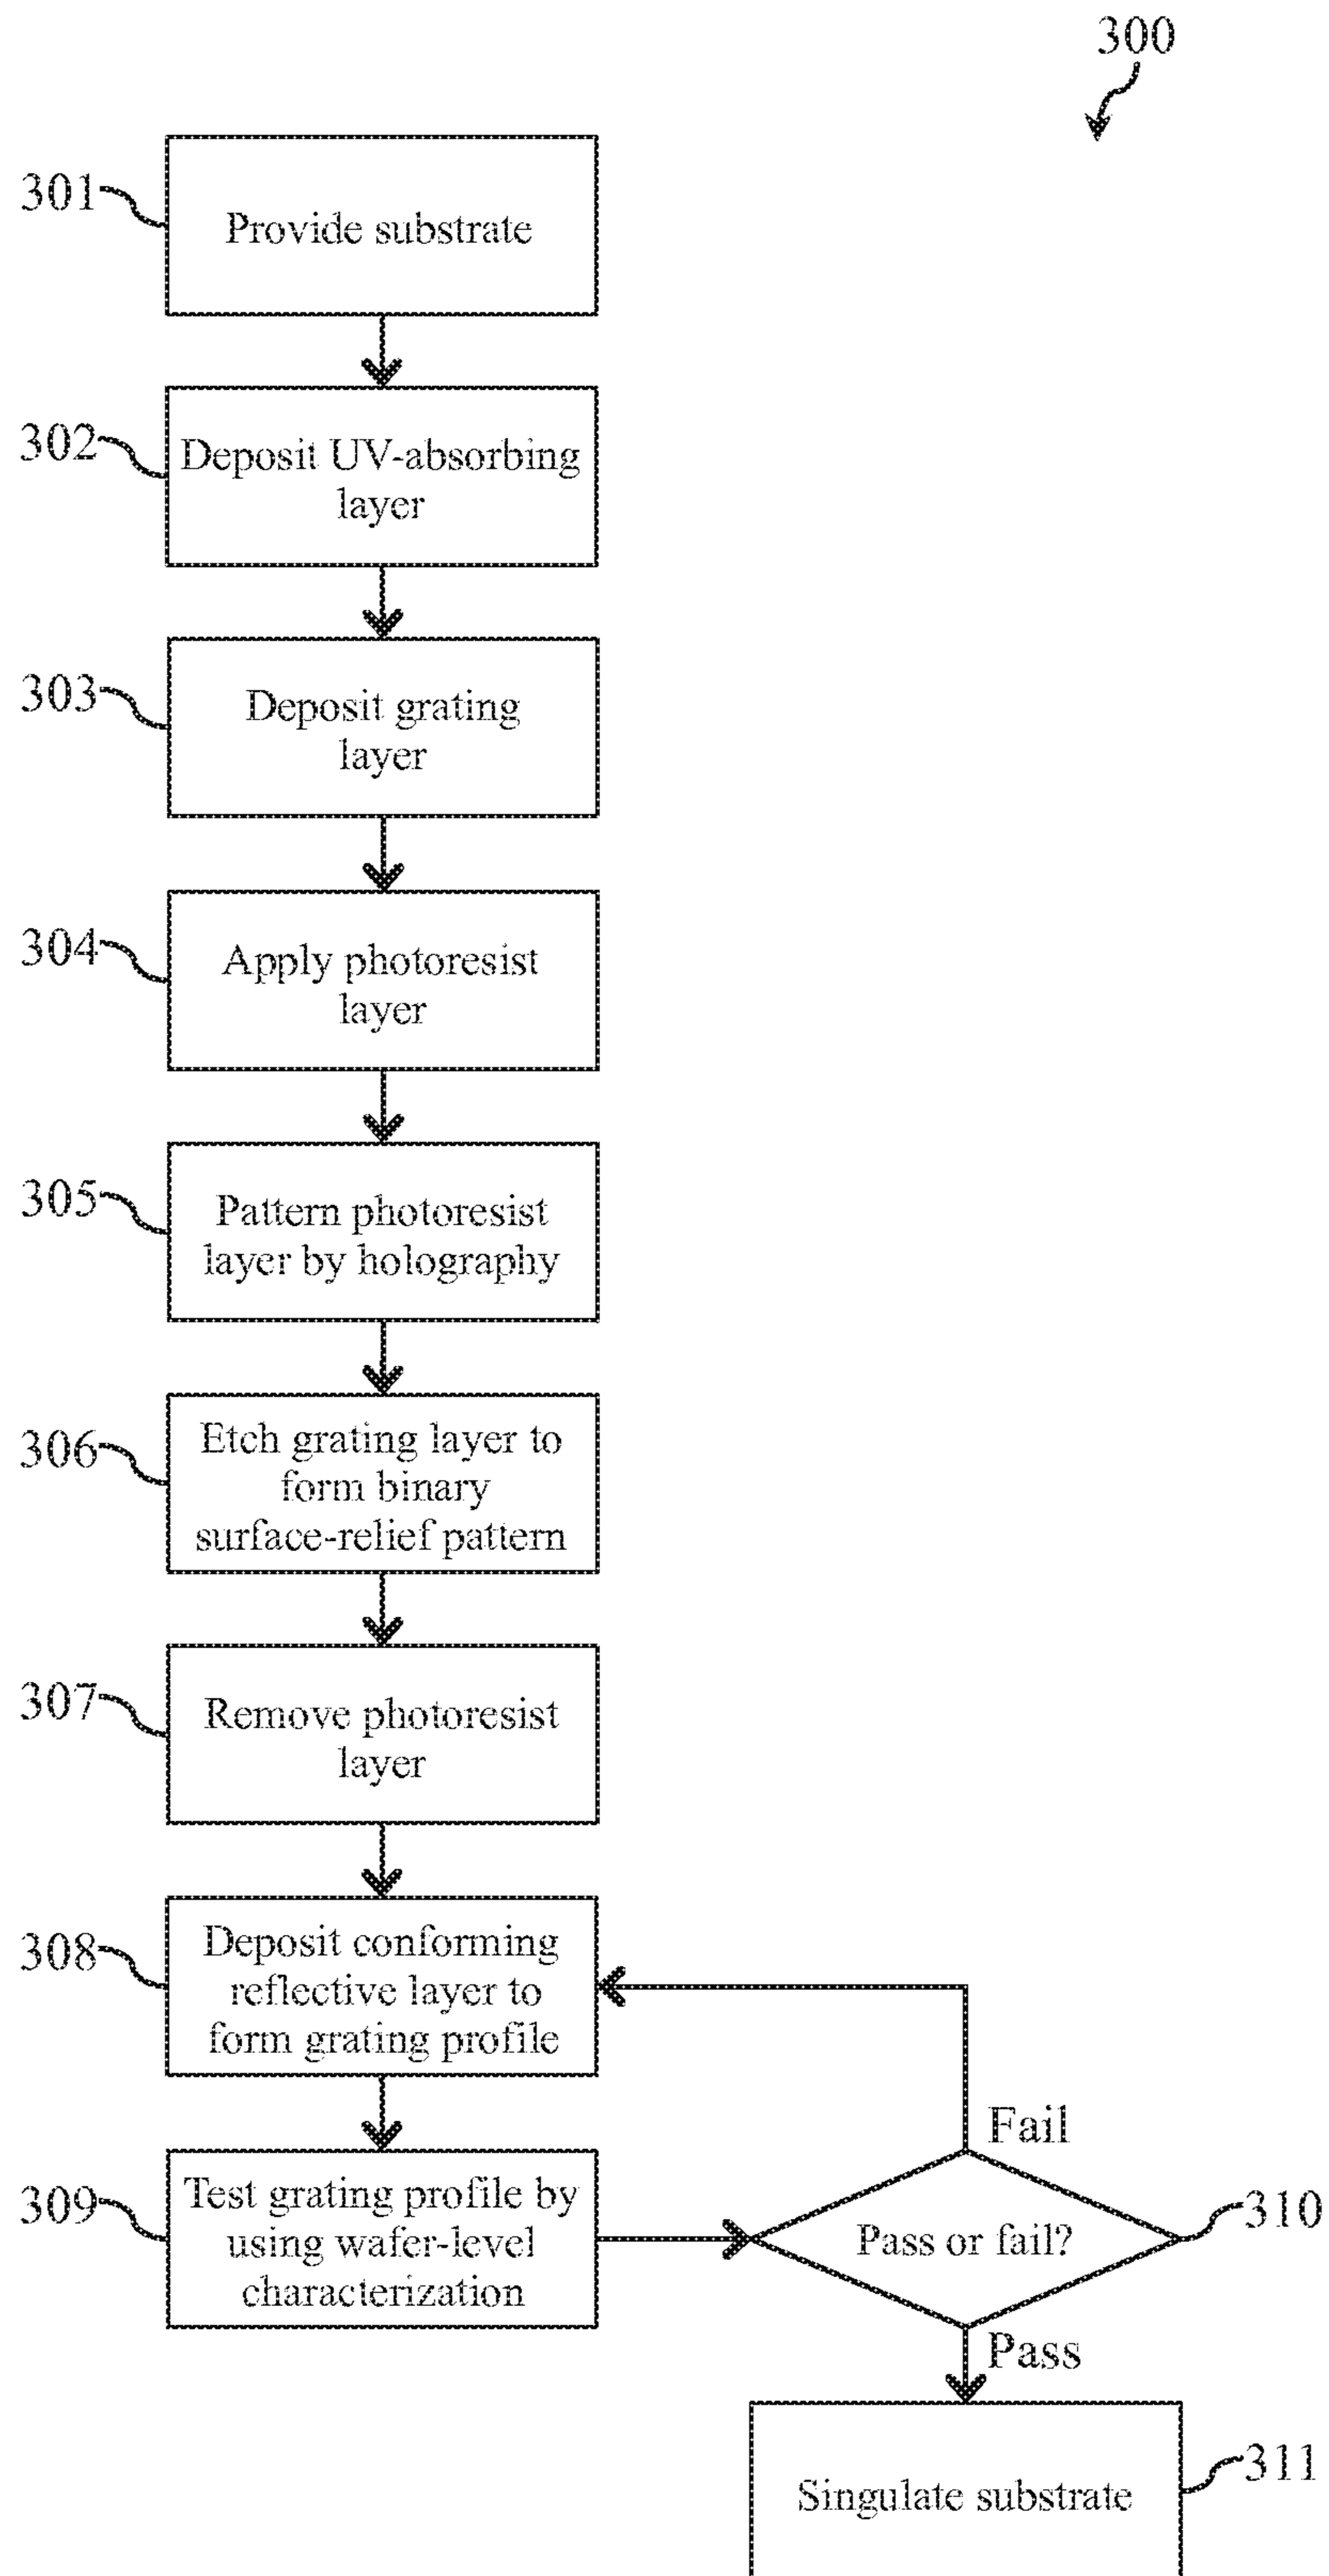 300
301
Provide substrate
302
Deposit UV-absorbing
layer
303
Deposit grating
layer
304
Apply photoresist
layer
305
Pattern photoresist
layer by holography
306
Etch grating layer to
form binary
surface-relief pattern
307
Remove photoresist
layer
308
Deposit conforming
reflective layer to
form grating profile
Fail
309
Test grating profile by
using wafer-level
characterization
Pass or fail?
310
Pass
Singulate substrate
311